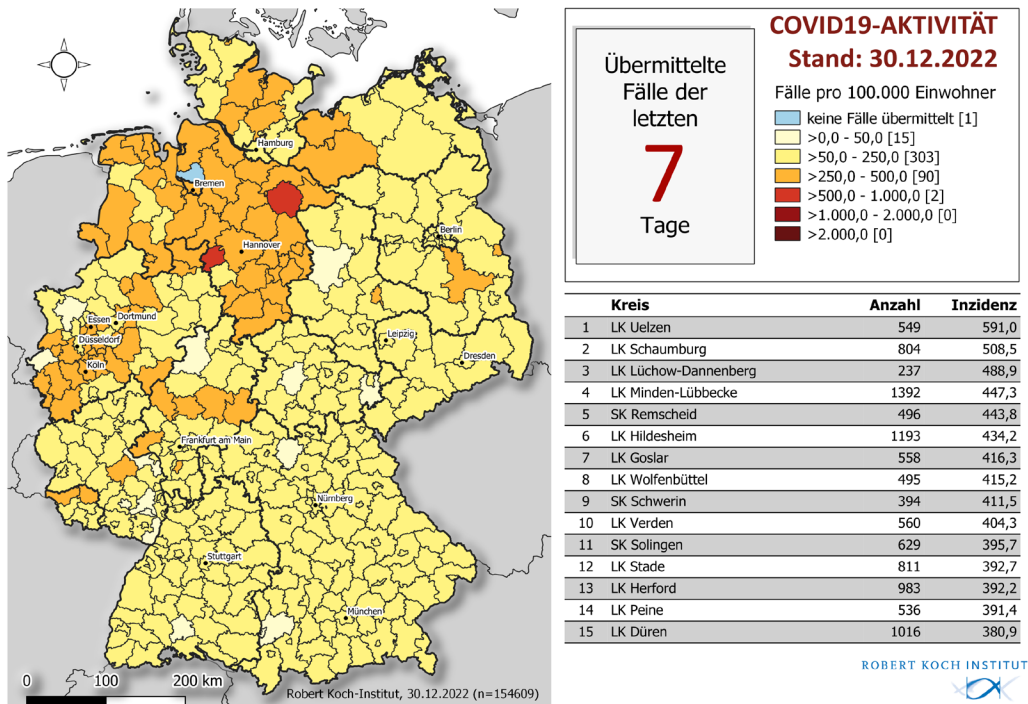 COVID19-AKTIVITÄT
Stand: 30.12.2022
Übermittelte
Fälle der
letzten
7
Tage
Fälle pro 100.000 Einwohner
keine Fälle übermittelt [1]
>0,0 - 50,0 [15]
>50,0 - 250,0 [303]
>250,0 - 500,0 [90]
>500,0 - 1.000,0 [2]
>1.000,0 - 2.000,0 [0]
>2.000,0 [0]
Hamburg
Bremen
Berlin
Hannover
Essen
Dortmund
Düsseldorf
Köln
Leipzig
Dresden
Frankfurt am Main
Nürnberg
Stuttgart
München
0 100 200 km
Robert Koch-Institut, 30.12.2022 (n=154609)
Kreis Anzahl Inzidenz
1 LK Uelzen 549 591,0
2 LK Schaumburg 804 508,5
3 LK Lüchow-Dannenberg 237 488,9
4 LK Minden-Lübbecke 1392 447,3
5 SK Remscheid 496 443,8
6 LK Hildesheim 1193 434,2
7 LK Goslar 558 416,3
8 LK Wolfenbüttel 495 415,2
9 SK Schwerin 394 411,5
10 LK Verden 560 404,3
11 SK Solingen 629 395,7
12 LK Stade 811 392,7
13 LK Herford 983 392,2
14 LK Peine 536 391,4
15 LK Düren 1016 380,9
ROBERT KOCH INSTITUT